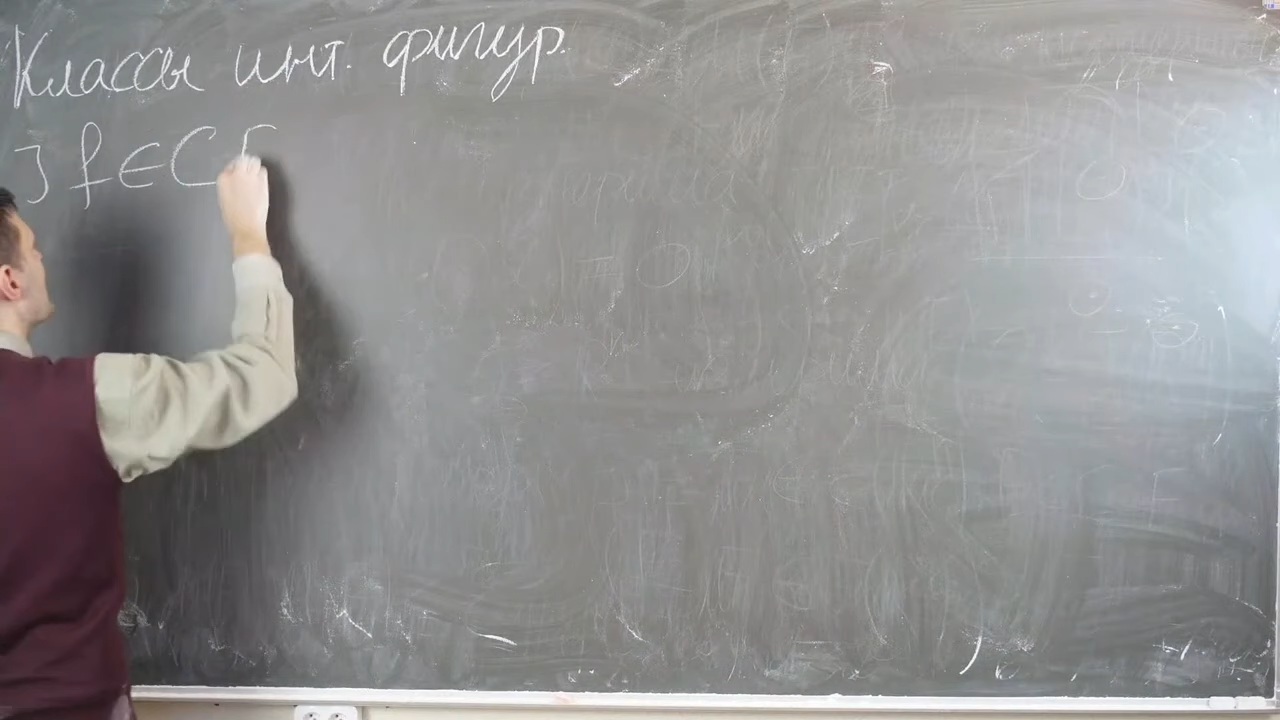 Классы инт. фигур.
] f ∈ C [